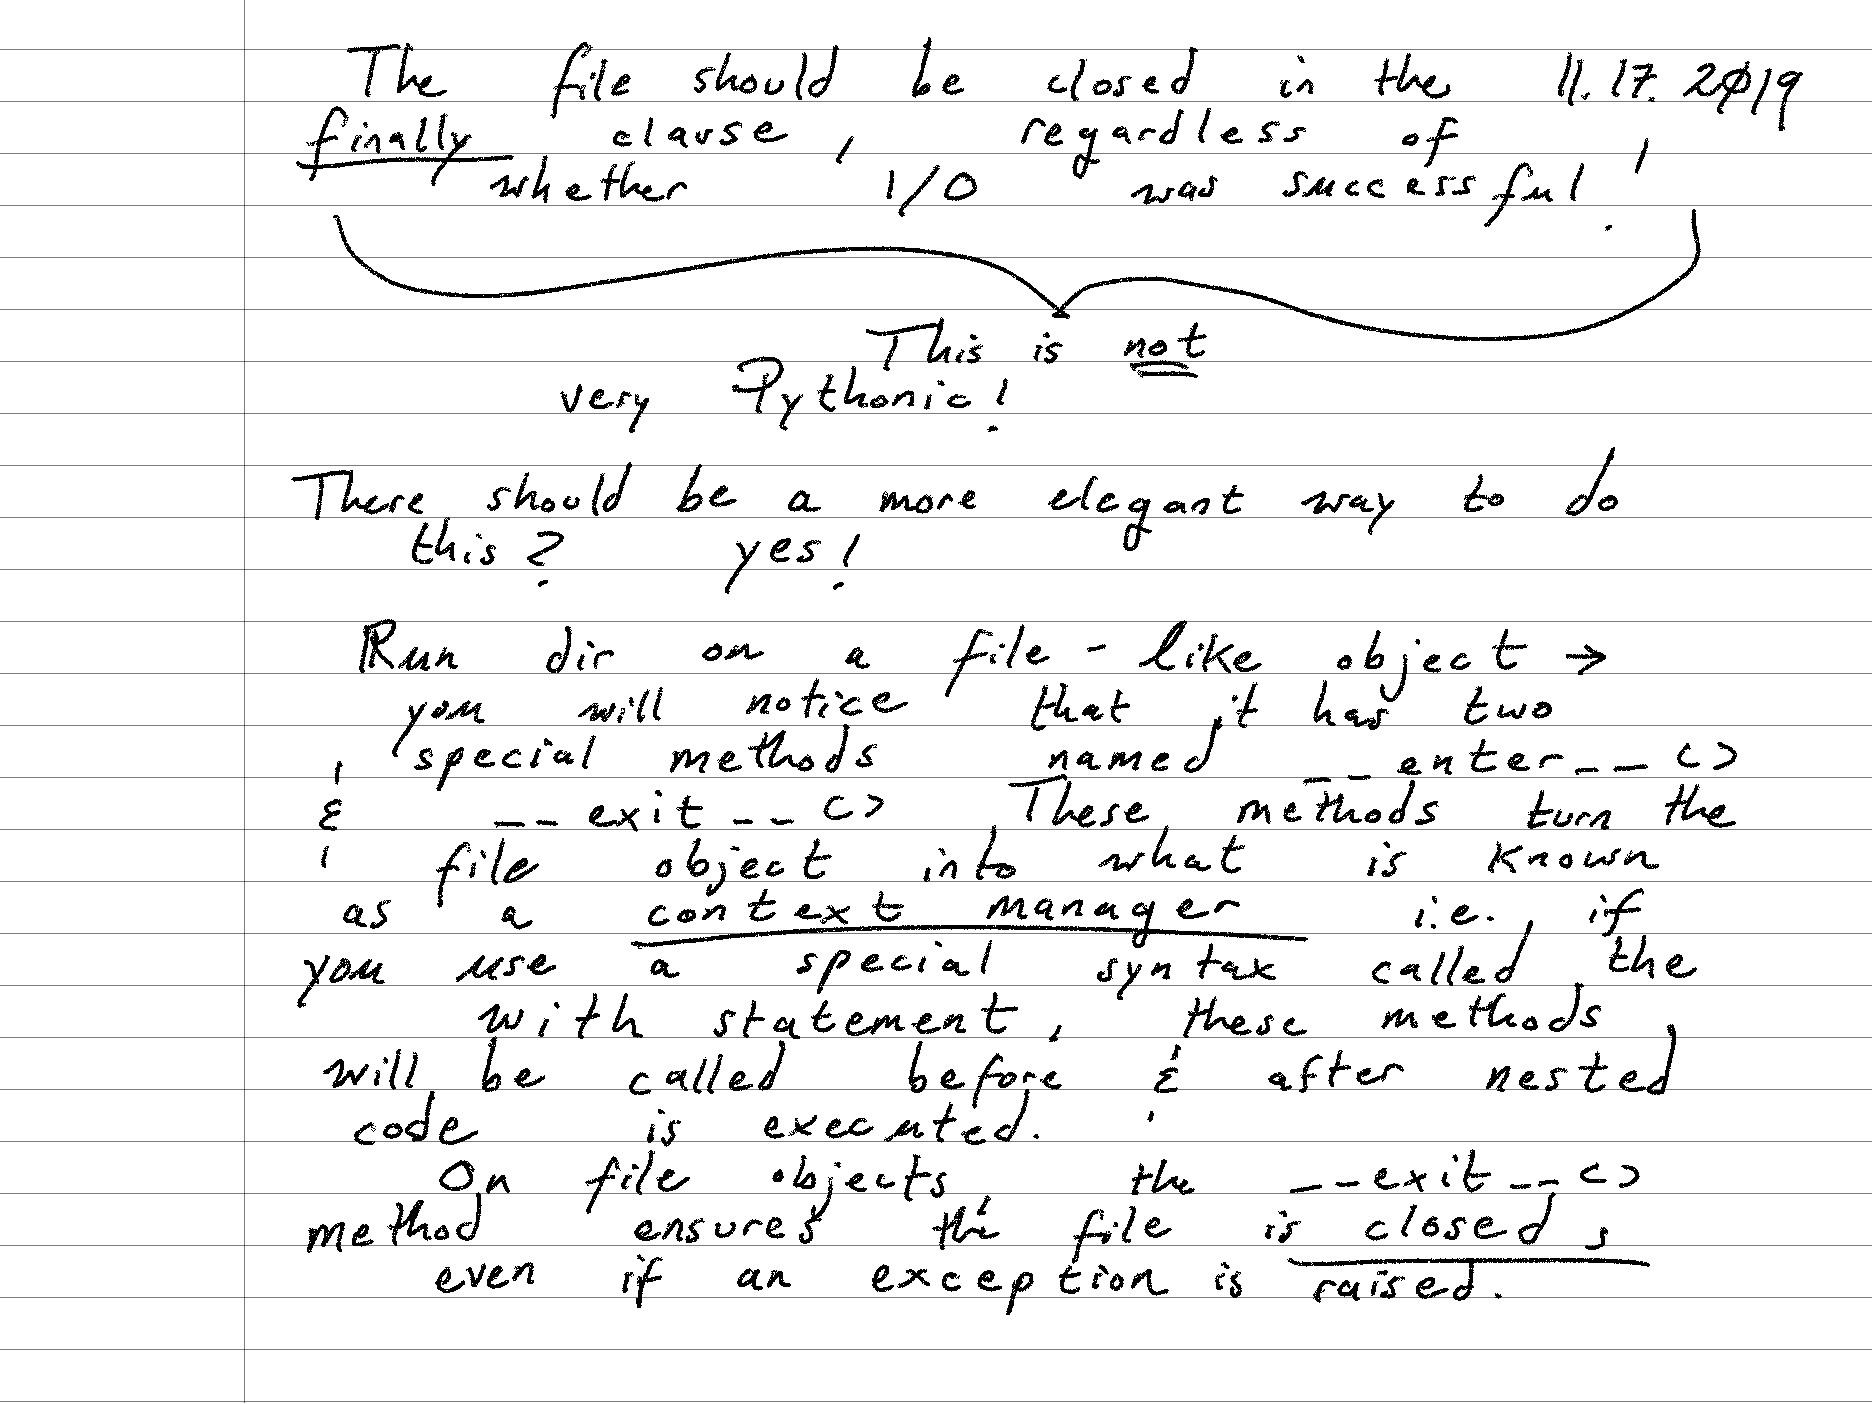 The file should be closed in the 11.17.2019
finally clause, regardless of
whether I/O was successful!
This is not
very Pythonic!
There should be a more elegant way to do
this? yes!
Run dir on a file-like object →
you will notice that it has two
special methods named __enter__()
& __exit__() These methods turn the
file object into what is known
as a context manager i.e., if
you use a special syntax called the
with statement, these methods
will be called before & after nested
code is executed.
On file objects, the __exit__()
method ensures the file is closed,
even if an exception is raised.